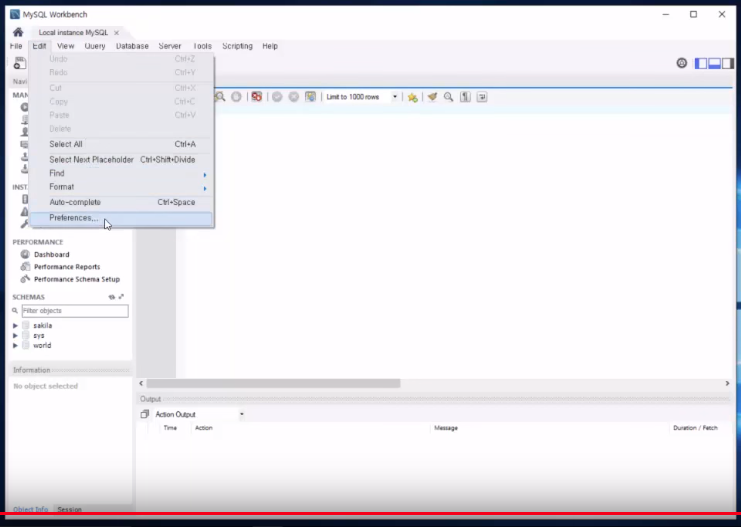 MySQL Workbench
Local instance MySQL ×
File Edit View Query Database Server Tools Scripting Help
Undo Ctrl+Z
Redo Ctrl+Y
Cut Ctrl+X
Copy Ctrl+C
Paste Ctrl+V
Delete
Select All Ctrl+A
Select Next Placeholder Ctrl+Shift+Divide
Find
Format
Auto-complete Ctrl+Space
Preferences...
Navi
MAN
INST
Limit to 1000 rows
PERFORMANCE
Dashboard
Performance Reports
Performance Schema Setup
SCHEMAS
Filter objects
sakila
sys
world
Information
No object selected
Object Info Session
Output
Action Output
Time Action Message Duration / Fetch